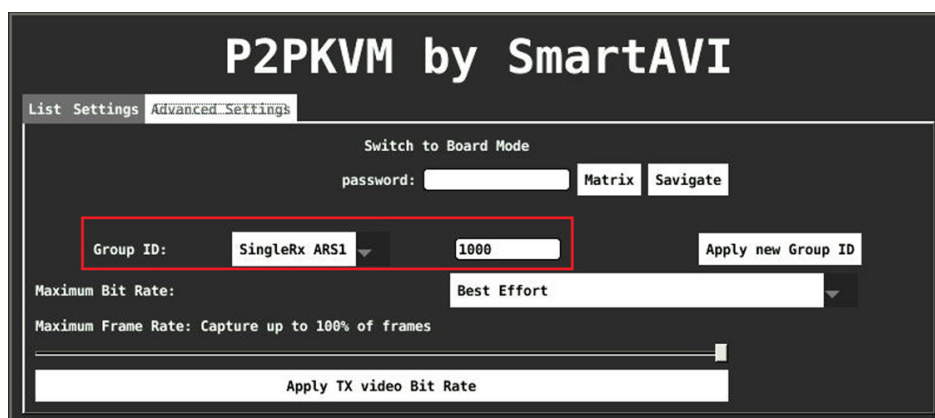 P2PKVM by SmartAVI
List Settings Advanced Settings
Switch to Board Mode
password: Matrix Savigate
Group ID: SingleRx ARS1 1000 Apply new Group ID
Maximum Bit Rate: Best Effort
Maximum Frame Rate: Capture up to 100% of frames
Apply TX video Bit Rate